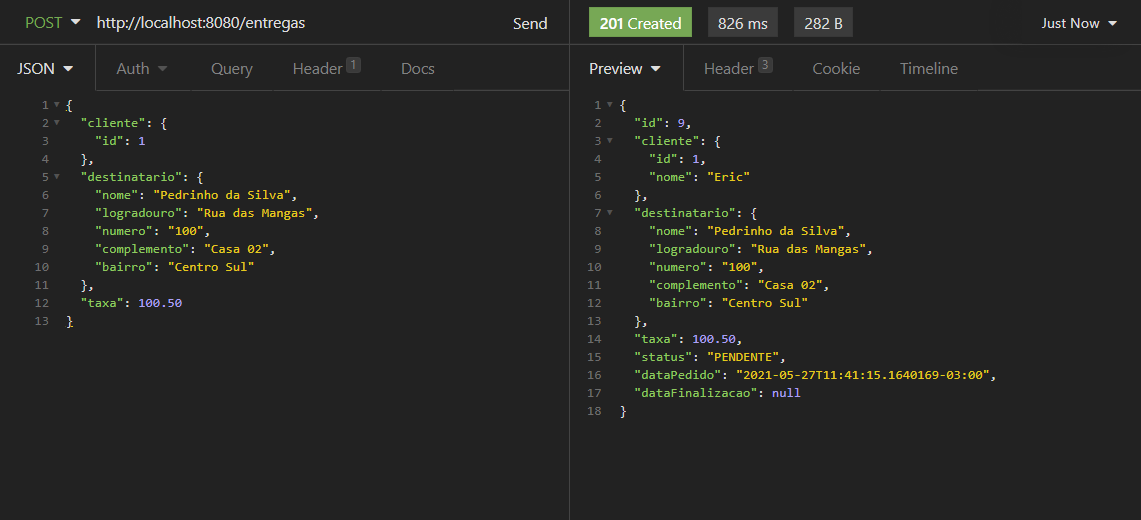 POST http://localhost:8080/entregas Send
JSON Auth Query Header 1 Docs
1 {
2 "cliente": {
3 "id": 1
4 },
5 "destinatario": {
6 "nome": "Pedrinho da Silva",
7 "logradouro": "Rua das Mangas",
8 "numero": "100",
9 "complemento": "Casa 02",
10 "bairro": "Centro Sul"
11 },
12 "taxa": 100.50
13 }
201 Created 826 ms 282 B Just Now
Preview Header 3 Cookie Timeline
1 {
2 "id": 9,
3 "cliente": {
4 "id": 1,
5 "nome": "Eric"
6 },
7 "destinatario": {
8 "nome": "Pedrinho da Silva",
9 "logradouro": "Rua das Mangas",
10 "numero": "100",
11 "complemento": "Casa 02",
12 "bairro": "Centro Sul"
13 },
14 "taxa": 100.50,
15 "status": "PENDENTE",
16 "dataPedido": "2021-05-27T11:41:15.1640169-03:00",
17 "dataFinalizacao": null
18 }